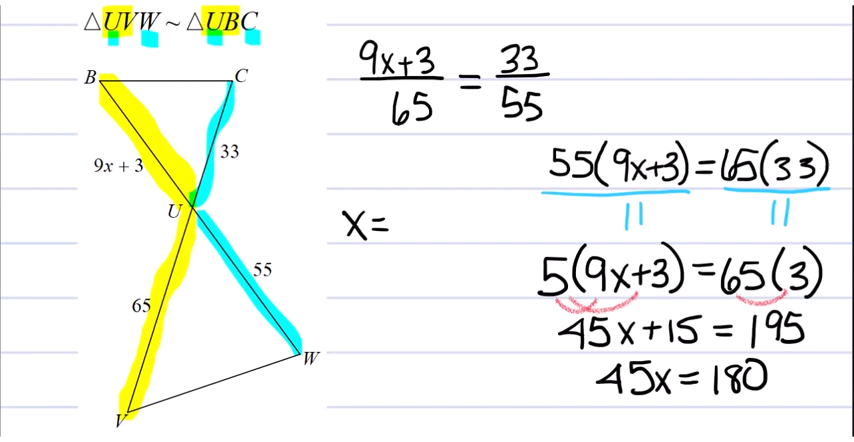 △UVW ~ △UBC
B
C
9x + 3
33
U
55
65
W
V
9x+3 / 65 = 33 / 55
55(9x+3)=65(33)
11 11
x=
5(9x+3)=65(3)
45x+15=195
45x=180